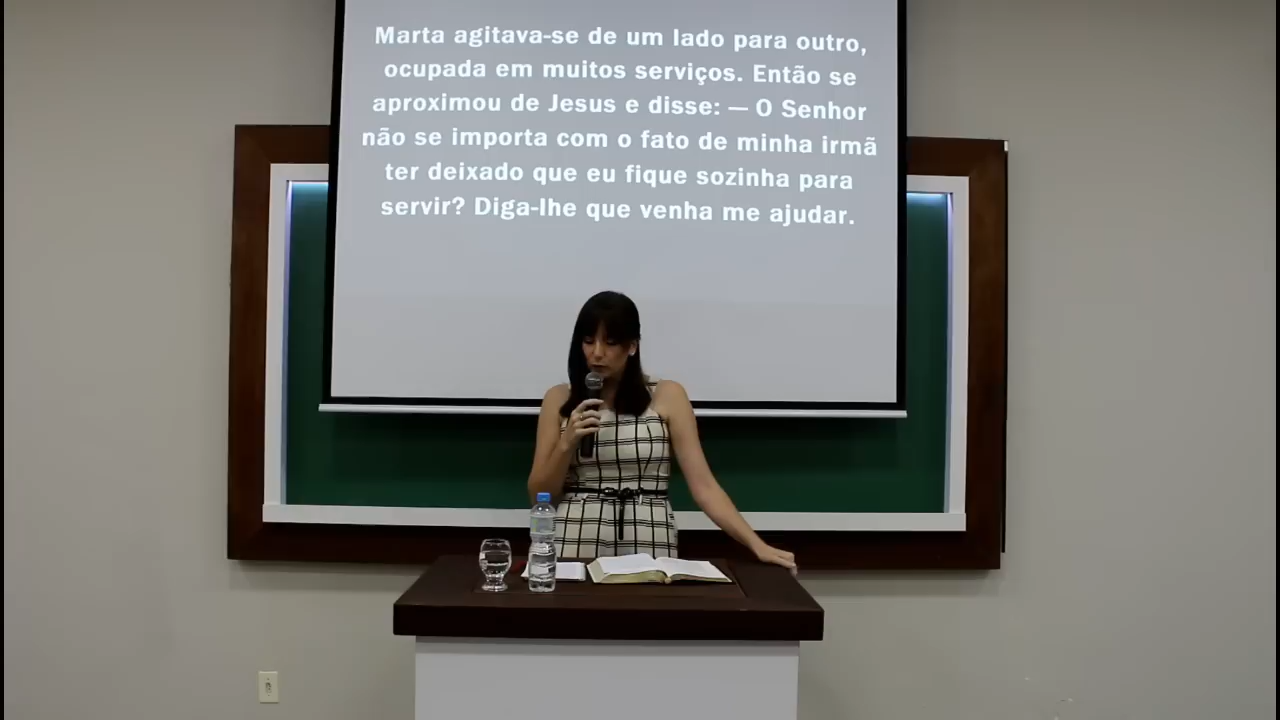 Marta agitava-se de um lado para outro,
ocupada em muitos serviços. Então se
aproximou de Jesus e disse: — O Senhor
não se importa com o fato de minha irmã
ter deixado que eu fique sozinha para
servir? Diga-lhe que venha me ajudar.